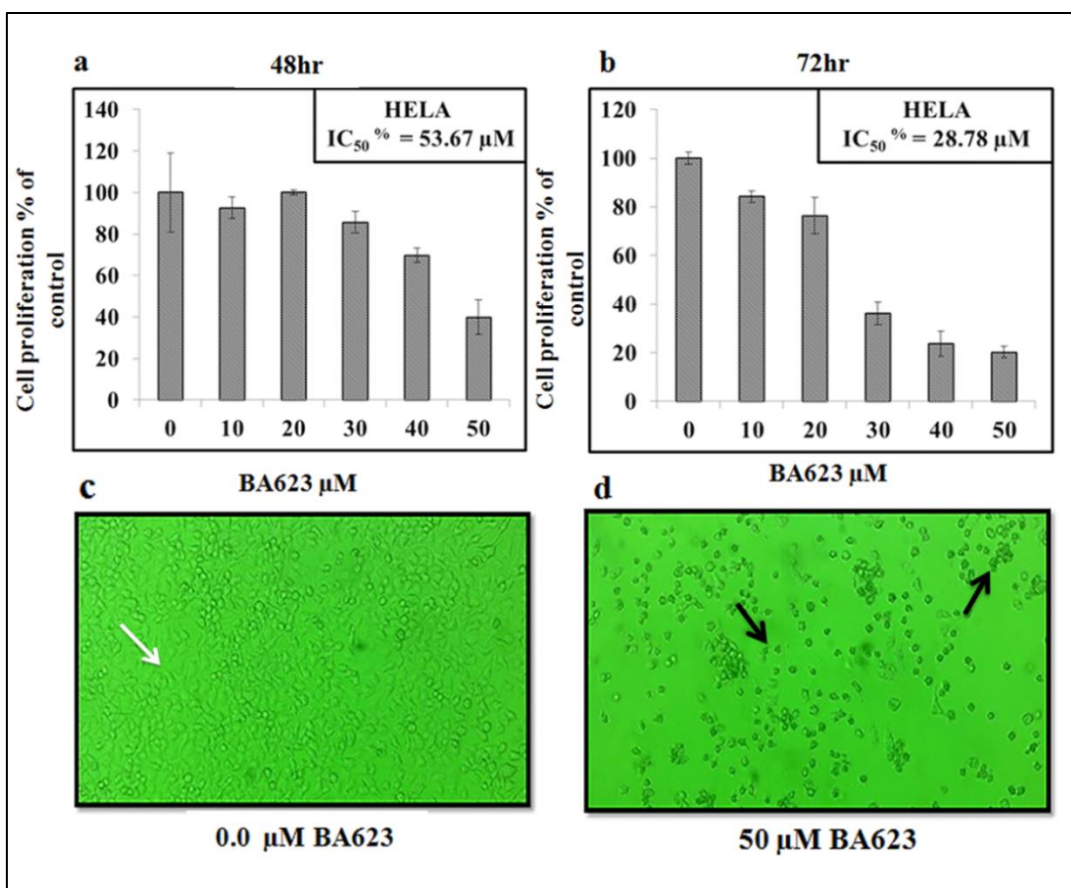 a
48hr
HELA
IC₅₀ % = 53.67 µM
Cell proliferation % of
control
140
120
100
80
60
40
20
0
0 10 20 30 40 50
BA623 µM
b
72hr
HELA
IC₅₀ % = 28.78 µM
Cell proliferation % of
control
120
100
80
60
40
20
0
0 10 20 30 40 50
BA623 µM
c
0.0 µM BA623
d
50 µM BA623